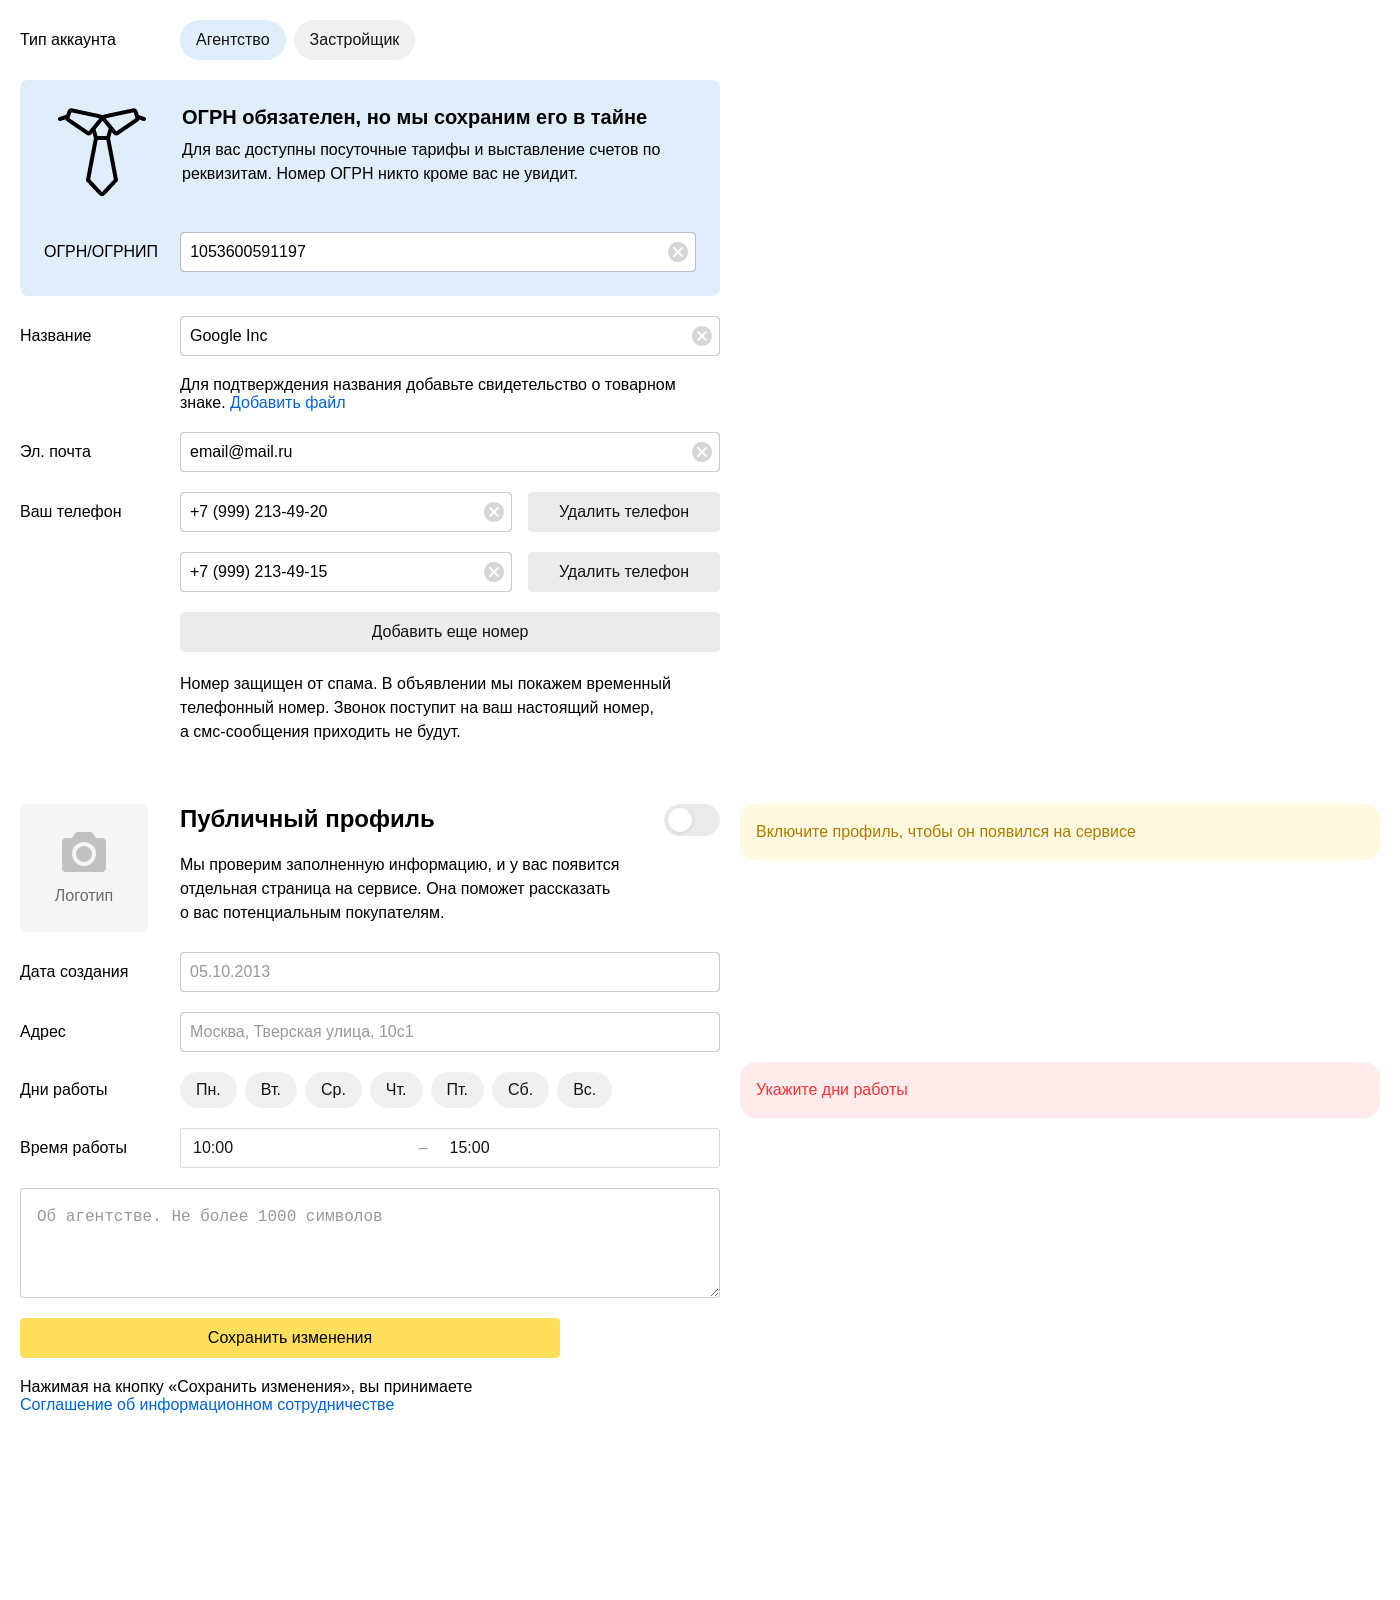 Тип аккаунта
Агентство
Застройщик
ОГРН обязателен, но мы сохраним его в тайне
Для вас доступны посуточные тарифы и выставление счетов по
реквизитам. Номер ОГРН никто кроме вас не увидит.
ОГРН/ОГРНИП
1053600591197
Название
Google Inc
Для подтверждения названия добавьте свидетельство о товарном
знаке. Добавить файл
Эл. почта
email@mail.ru
Ваш телефон
+7 (999) 213-49-20
Удалить телефон
+7 (999) 213-49-15
Удалить телефон
Добавить еще номер
Номер защищен от спама. В объявлении мы покажем временный
телефонный номер. Звонок поступит на ваш настоящий номер,
а смс-сообщения приходить не будут.
Логотип
Публичный профиль
Включите профиль, чтобы он появился на сервисе
Мы проверим заполненную информацию, и у вас появится
отдельная страница на сервисе. Она поможет рассказать
о вас потенциальным покупателям.
Дата создания
05.10.2013
Адрес
Москва, Тверская улица, 10с1
Дни работы
Пн.
Вт.
Ср.
Чт.
Пт.
Сб.
Вс.
Укажите дни работы
Время работы
10:00 – 15:00
Об агентстве. Не более 1000 символов
Сохранить изменения
Нажимая на кнопку «Сохранить изменения», вы принимаете
Соглашение об информационном сотрудничестве